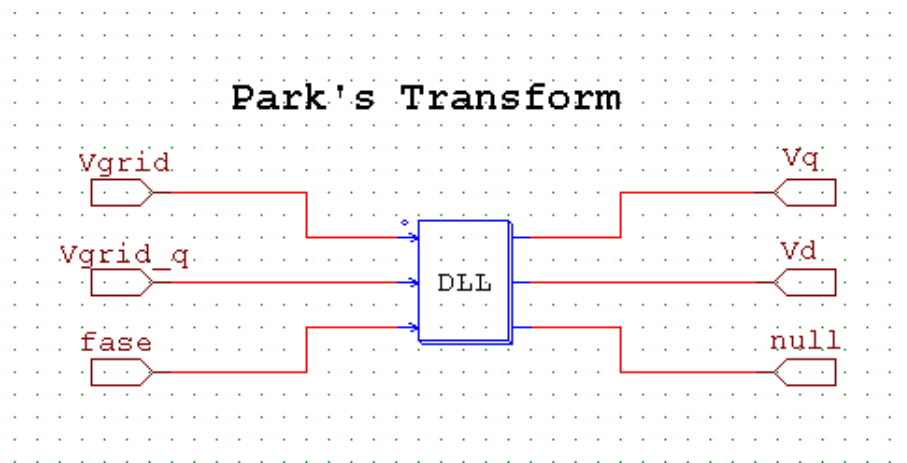 Park's Transform
Vgrid
Vq
Vgrid_q
Vd
DLL
fase
null